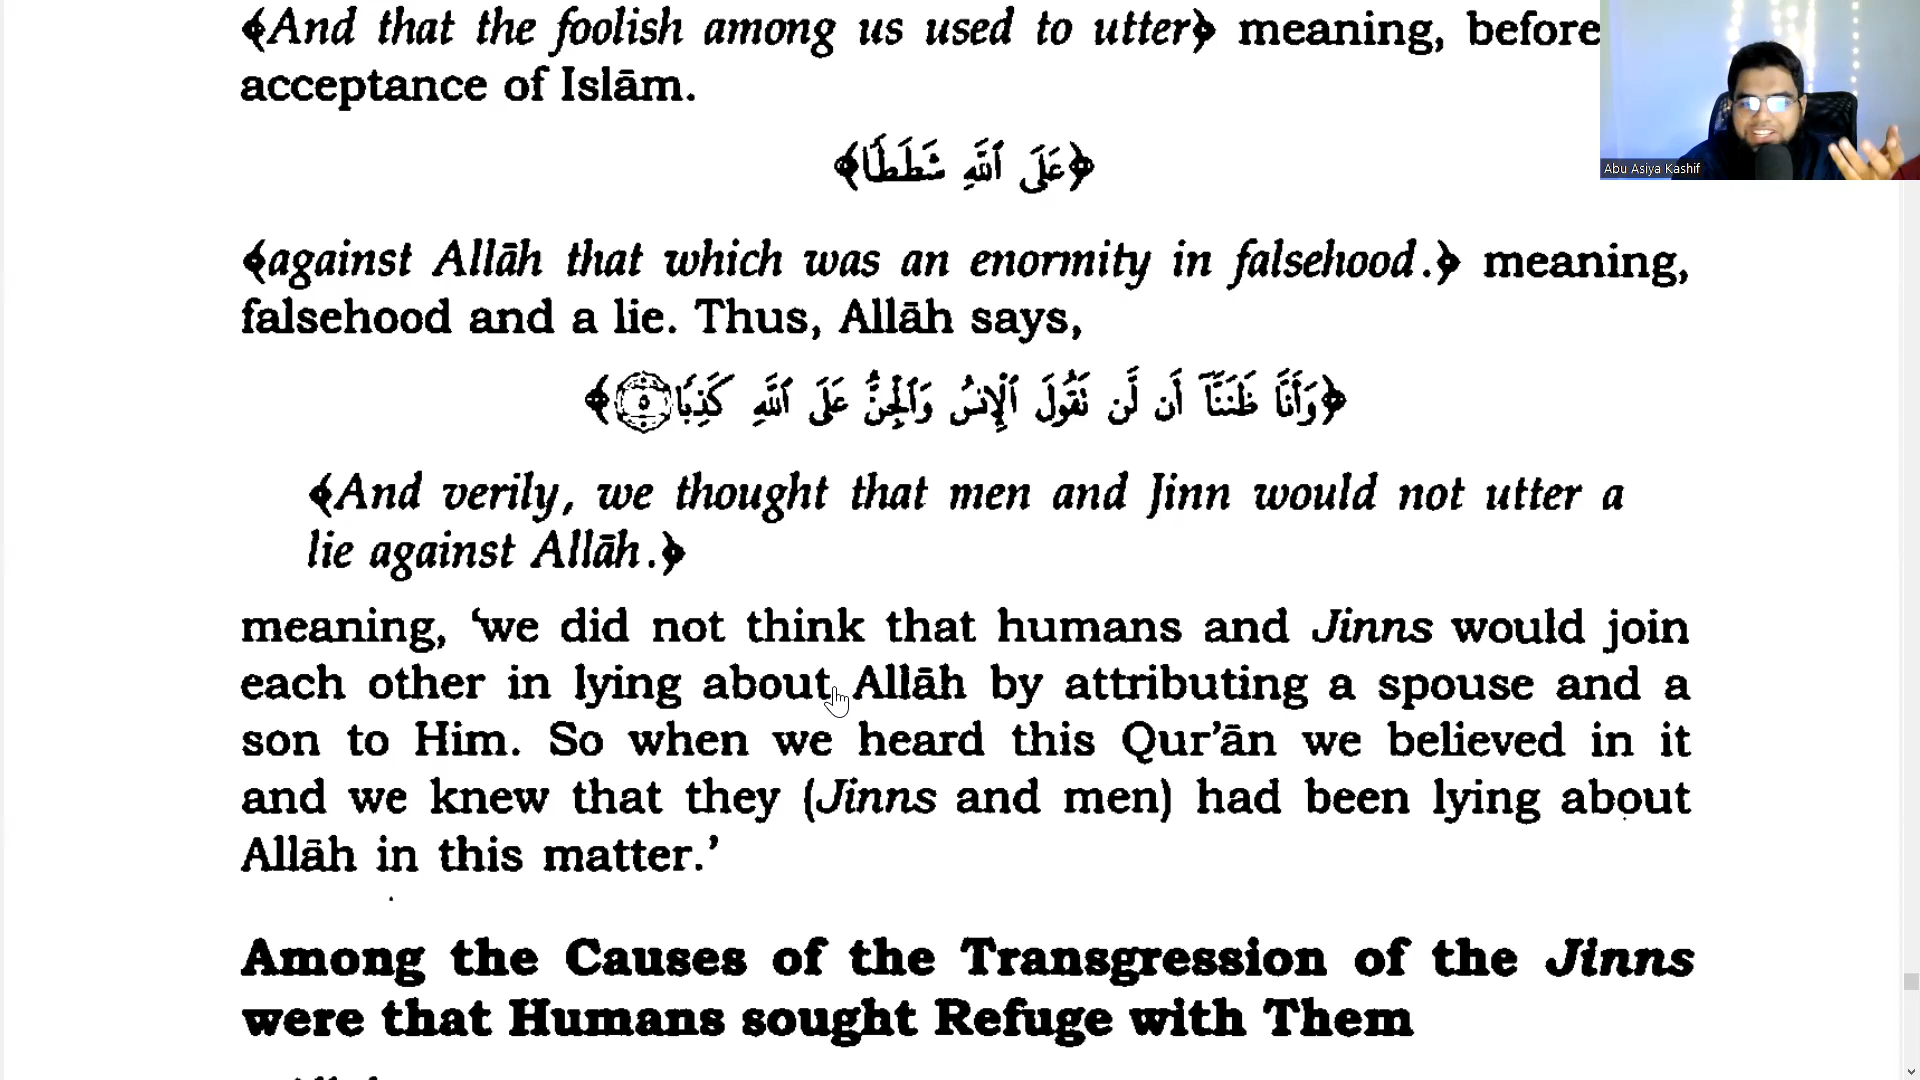 ﴾And that the foolish among us used to utter﴿ meaning, before
acceptance of Islām.
Abu Asiya Kashif
﴿عَلَى ٱللَّهِ شَطَطًا﴾
﴾against Allāh that which was an enormity in falsehood.﴿ meaning,
falsehood and a lie. Thus, Allāh says,
﴿وَأَنَّا ظَنَنَّآ أَن لَّن نَقُولَ ٱلْإِنسُ وَٱلْجِنُّ عَلَى ٱللَّهِ كَذِبًا ٥﴾
﴾And verily, we thought that men and Jinn would not utter a
lie against Allāh.﴿
meaning, ‘we did not think that humans and Jinns would join
each other in lying about Allāh by attributing a spouse and a
son to Him. So when we heard this Qur’ān we believed in it
and we knew that they (Jinns and men) had been lying about
Allāh in this matter.’
Among the Causes of the Transgression of the Jinns
were that Humans sought Refuge with Them